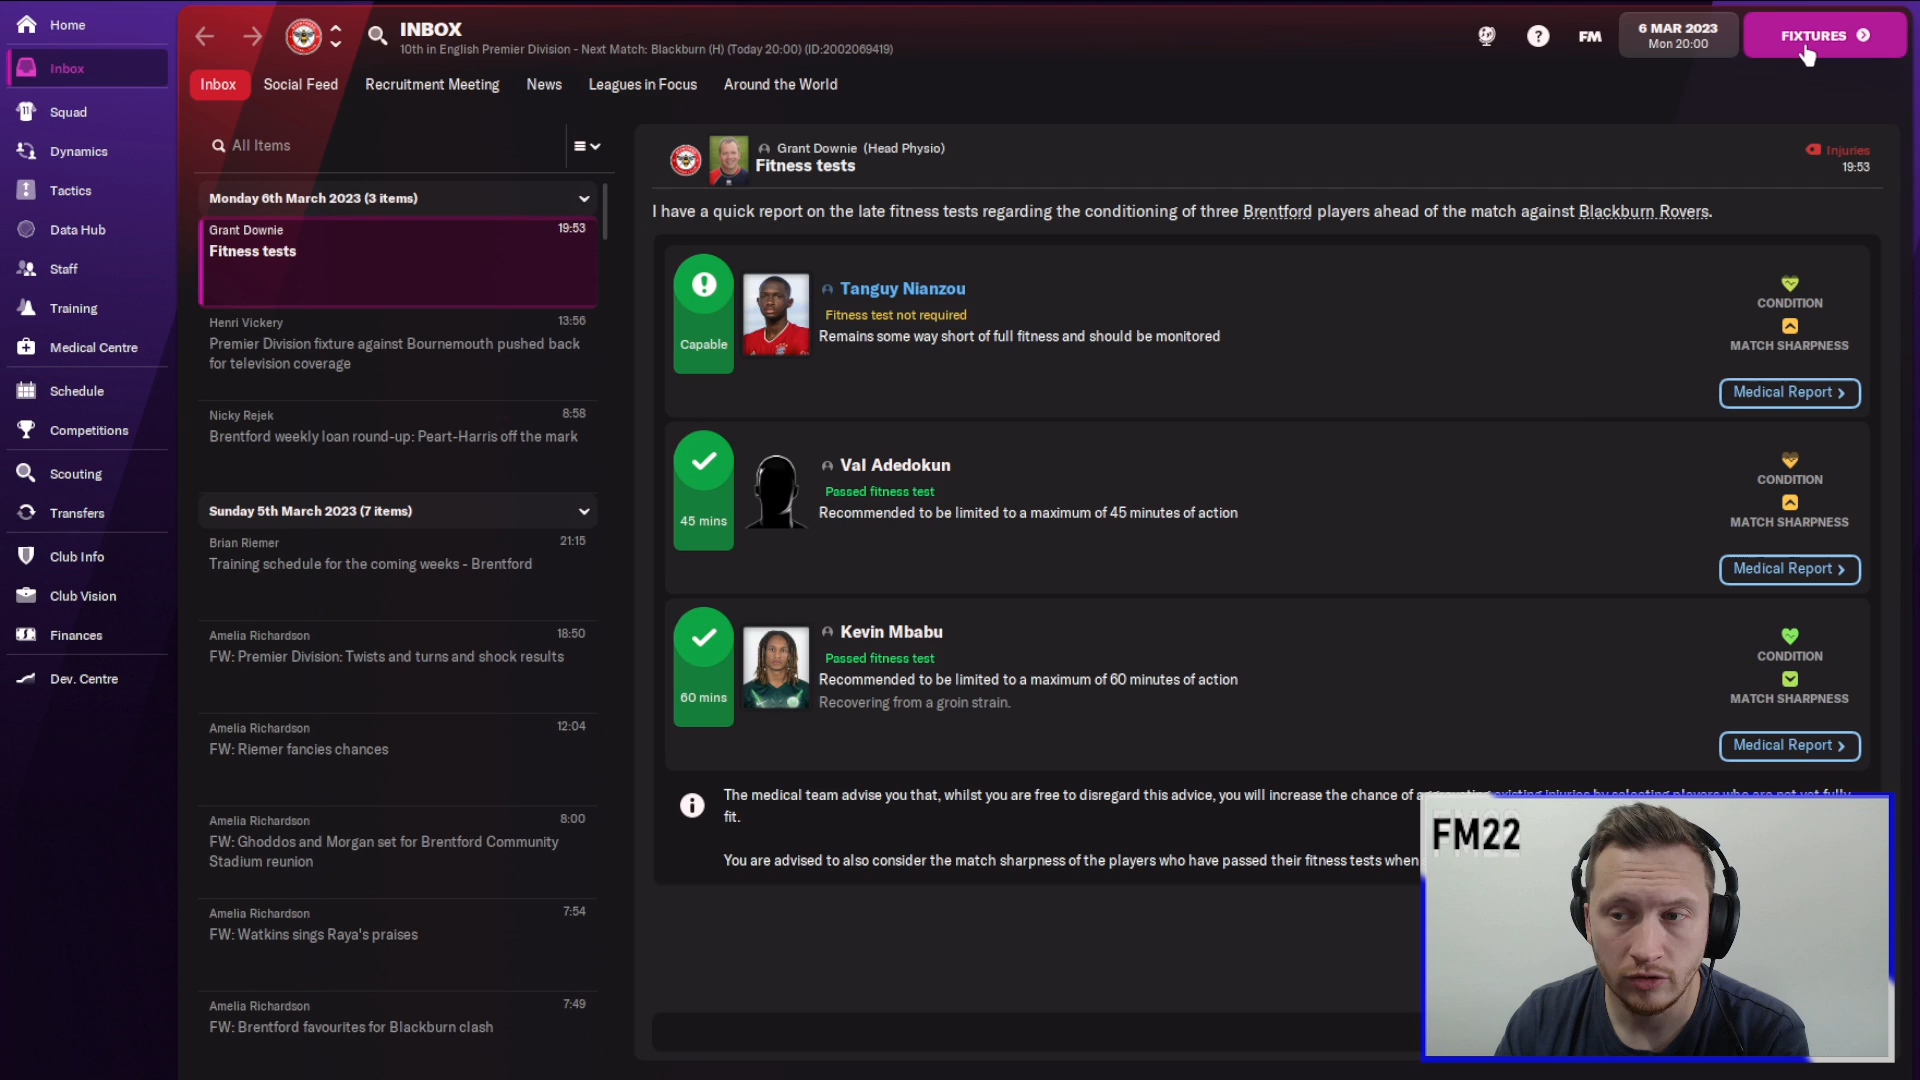 Home
Inbox
Squad
Dynamics
Tactics
Data Hub
Staff
Training
Medical Centre
Schedule
Competitions
Scouting
Transfers
Club Info
Club Vision
Finances
Dev. Centre
INBOX
10th in English Premier Division - Next Match: Blackburn (H) (Today 20:00) (ID:2002069419)
FM
6 MAR 2023
Mon 20:00
FIXTURES
Inbox
Social Feed
Recruitment Meeting
News
Leagues in Focus
Around the World
All Items
Monday 6th March 2023 (3 items)
Grant Downie 19:53
Fitness tests
Henri Vickery 13:56
Premier Division fixture against Bournemouth pushed back
for television coverage
Nicky Rejek 8:58
Brentford weekly loan round-up: Peart-Harris off the mark
Sunday 5th March 2023 (7 items)
Brian Riemer 21:15
Training schedule for the coming weeks - Brentford
Amelia Richardson 18:50
FW: Premier Division: Twists and turns and shock results
Amelia Richardson 12:04
FW: Riemer fancies chances
Amelia Richardson 8:00
FW: Ghoddos and Morgan set for Brentford Community
Stadium reunion
Amelia Richardson 7:54
FW: Watkins sings Raya's praises
Amelia Richardson 7:49
FW: Brentford favourites for Blackburn clash
Grant Downie (Head Physio)
Fitness tests
Injuries
19:53
I have a quick report on the late fitness tests regarding the conditioning of three Brentford players ahead of the match against Blackburn Rovers.
Capable
Tanguy Nianzou
Fitness test not required
Remains some way short of full fitness and should be monitored
CONDITION
MATCH SHARPNESS
Medical Report
45 mins
Val Adedokun
Passed fitness test
Recommended to be limited to a maximum of 45 minutes of action
CONDITION
MATCH SHARPNESS
Medical Report
60 mins
Kevin Mbabu
Passed fitness test
Recommended to be limited to a maximum of 60 minutes of action
Recovering from a groin strain.
CONDITION
MATCH SHARPNESS
Medical Report
The medical team advise you that, whilst you are free to disregard this advice, you will increase the chance of aggravating existing injuries by selecting players who are not yet fully
fit.
You are advised to also consider the match sharpness of the players who have passed their fitness tests when
FM22